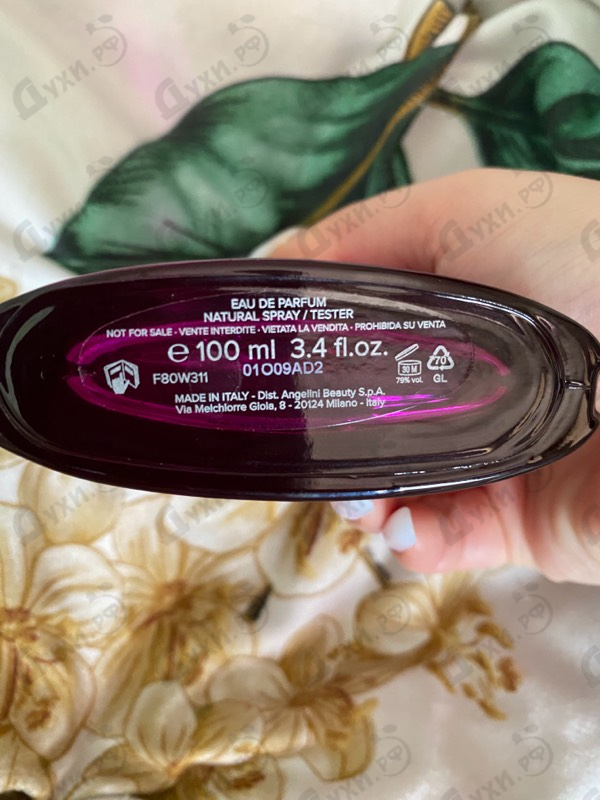 EAU DE PARFUM
NATURAL SPRAY / TESTER
NOT FOR SALE - VENTE INTERDITE - VIETATA LA VENDITA - PROHIBIDA SU VENTA
e 100 ml 3.4 fl.oz.
01O09AD2
F80W311
30 M
79% vol.
70
GL
MADE IN ITALY - Dist. Angelini Beauty S.p.A.
Via Melchiorre Gioia, 8 - 20124 Milano - Italy
Духи.рф